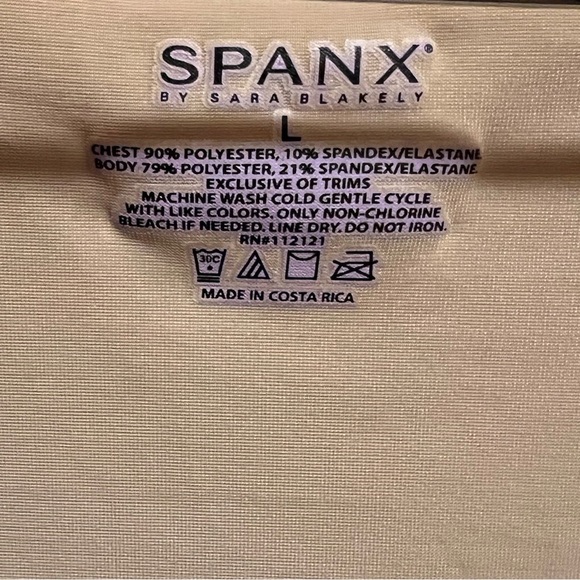 SPANX®
BY SARA BLAKELY
L
CHEST 90% POLYESTER, 10% SPANDEX/ELASTANE
BODY 79% POLYESTER, 21% SPANDEX/ELASTANE
EXCLUSIVE OF TRIMS
MACHINE WASH COLD GENTLE CYCLE
WITH LIKE COLORS. ONLY NON-CHLORINE
BLEACH IF NEEDED. LINE DRY. DO NOT IRON.
RN#112121
30C
MADE IN COSTA RICA